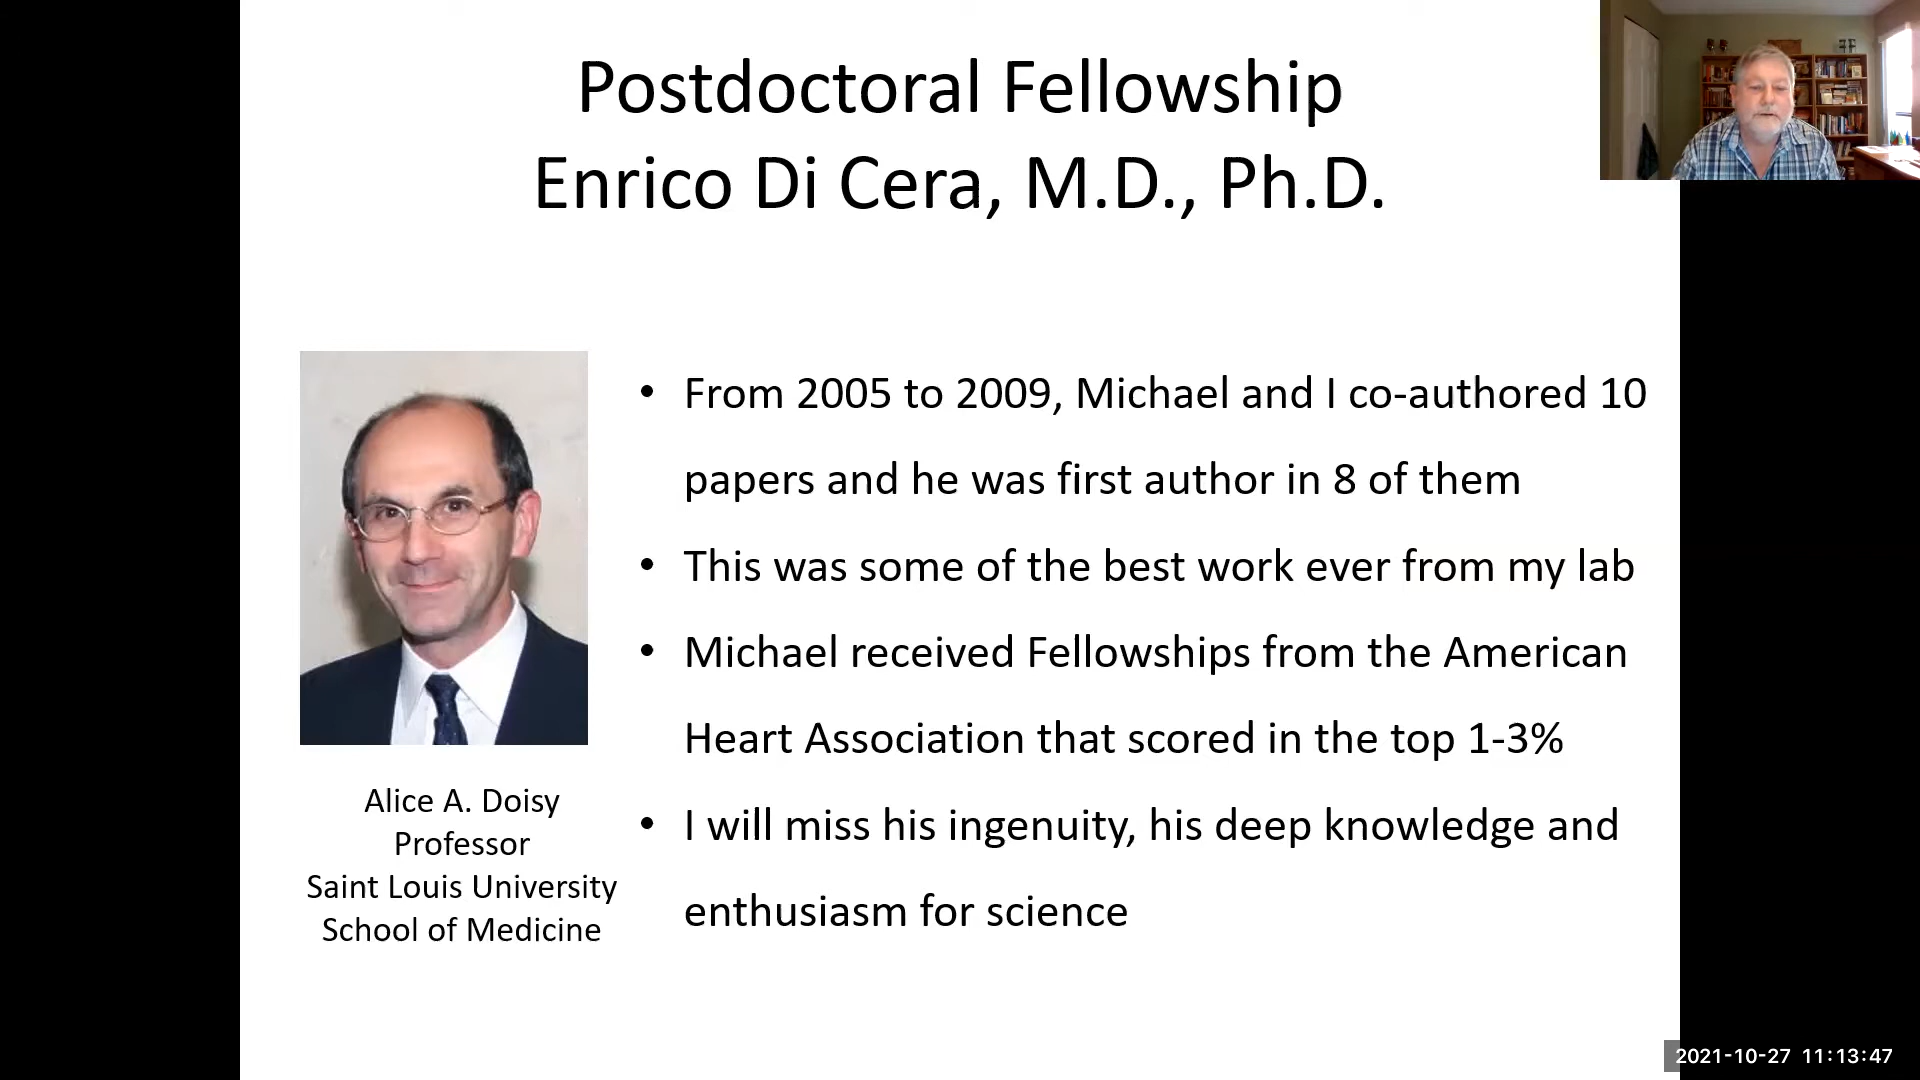 Postdoctoral Fellowship
Enrico Di Cera, M.D., Ph.D.
• From 2005 to 2009, Michael and I co-authored 10
papers and he was first author in 8 of them
• This was some of the best work ever from my lab
• Michael received Fellowships from the American
Heart Association that scored in the top 1-3%
• I will miss his ingenuity, his deep knowledge and
enthusiasm for science
Alice A. Doisy
Professor
Saint Louis University
School of Medicine
2021-10-27 11:13:47